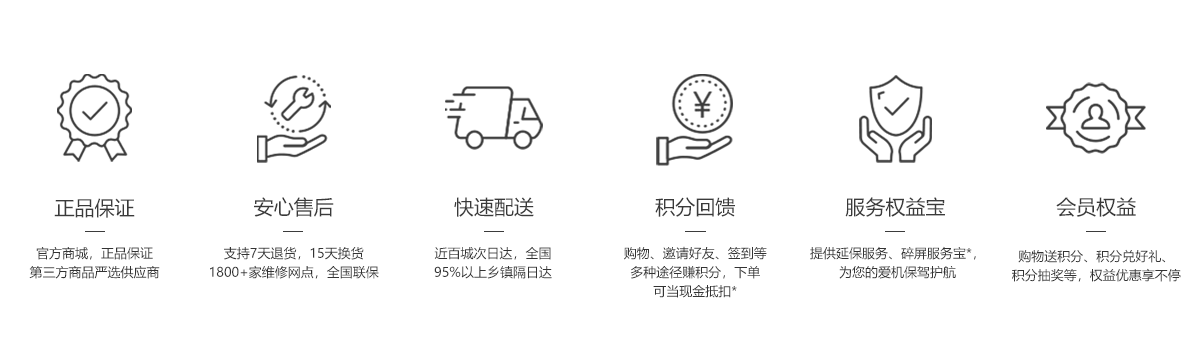 正品保证
官方商城，正品保证
第三方商品严选供应商
安心售后
支持7天退货，15天换货
1800+家维修网点，全国联保
快速配送
近百城次日达，全国
95%以上乡镇隔日达
¥
积分回馈
购物、邀请好友、签到等
多种途径赚积分，下单
可当现金抵扣*
服务权益宝
提供延保服务、碎屏服务宝*，
为您的爱机保驾护航
会员权益
购物送积分、积分兑好礼、
积分抽奖等，权益优惠享不停